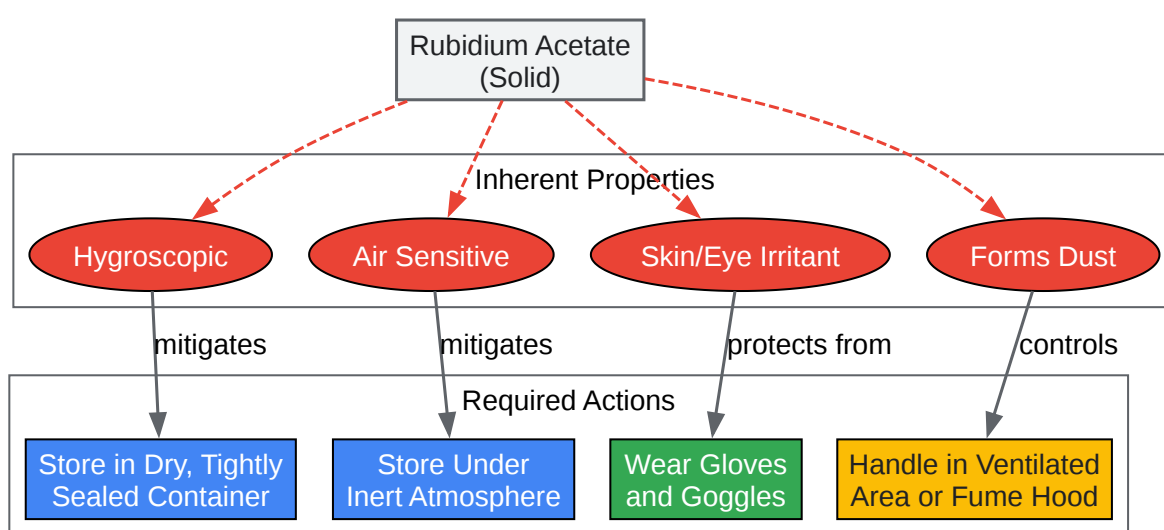 Rubidium Acetate
(Solid)
Inherent Properties
Hygroscopic
Air Sensitive
Skin/Eye Irritant
Forms Dust
mitigates
mitigates
protects from
controls
Required Actions
Store in Dry, Tightly
Sealed Container
Store Under
Inert Atmosphere
Wear Gloves
and Goggles
Handle in Ventilated
Area or Fume Hood